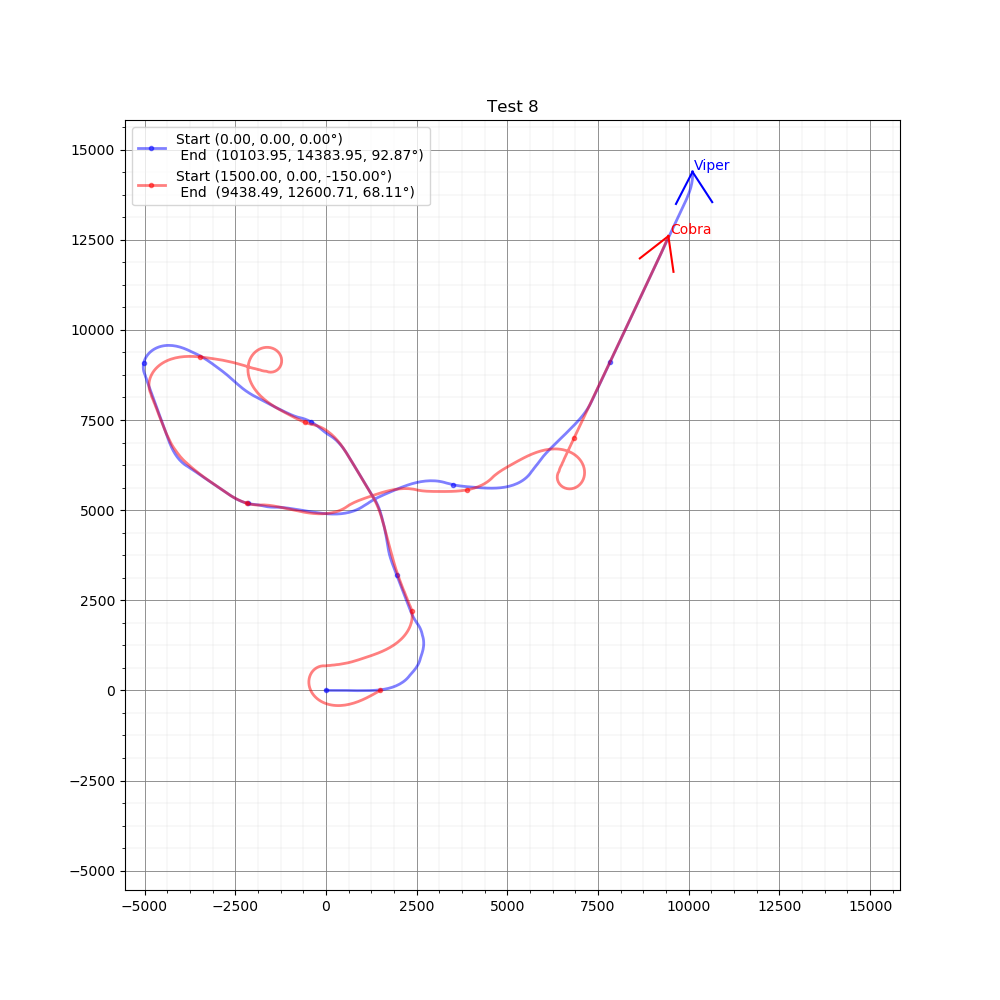 Test 8
Start (0.00, 0.00, 0.00°)
End  (10103.95, 14383.95, 92.87°)
Start (1500.00, 0.00, -150.00°)
End  (9438.49, 12600.71, 68.11°)
Viper
Cobra
15000
12500
10000
7500
5000
2500
0
−2500
−5000
−5000 −2500 0 2500 5000 7500 10000 12500 15000